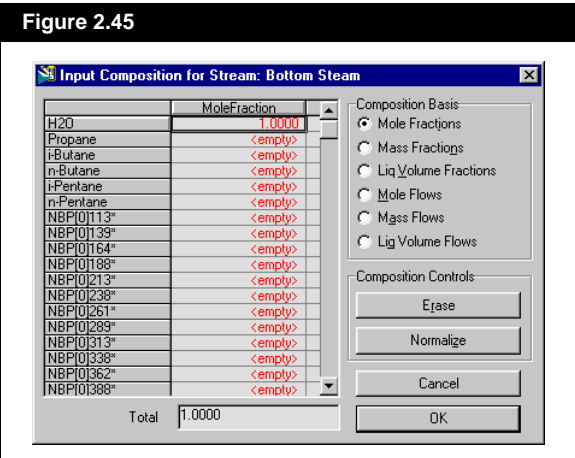 Figure 2.45
Input Composition for Stream: Bottom Steam
MoleFraction
H2O 1.0000
Propane <empty>
i-Butane <empty>
n-Butane <empty>
i-Pentane <empty>
n-Pentane <empty>
NBP[0]113* <empty>
NBP[0]139* <empty>
NBP[0]164* <empty>
NBP[0]188* <empty>
NBP[0]213* <empty>
NBP[0]238* <empty>
NBP[0]261* <empty>
NBP[0]289* <empty>
NBP[0]313* <empty>
NBP[0]338* <empty>
NBP[0]362* <empty>
NBP[0]388* <empty>
Total 1.0000
Composition Basis
Mole Fractions
Mass Fractions
Liq Volume Fractions
Mole Flows
Mass Flows
Liq Volume Flows
Composition Controls
Erase
Normalize
Cancel
OK